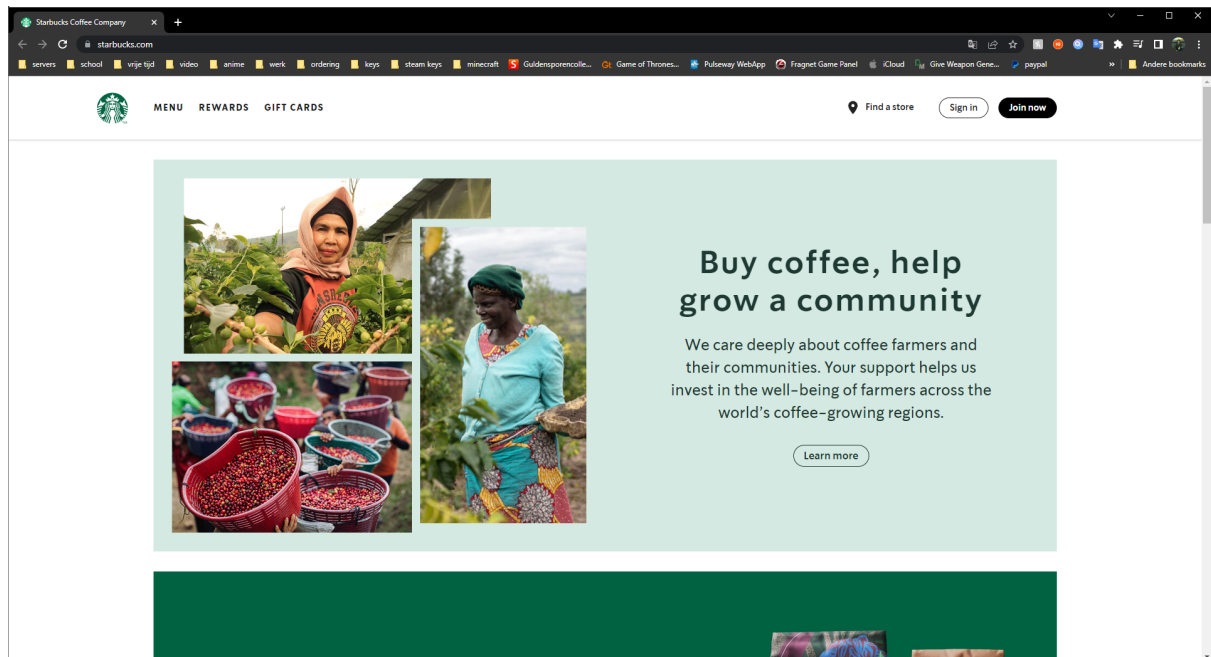 Starbucks Coffee Company
starbucks.com
servers school vrije tijd video anime werk ordering keys steam keys minecraft Guldensporencolle... Game of Thrones... Pulseway WebApp Fragnet Game Panel iCloud Give Weapon Gene... paypal » Andere bookmarks
MENU REWARDS GIFT CARDS Find a store Sign in Join now
Buy coffee, help
grow a community
We care deeply about coffee farmers and
their communities. Your support helps us
invest in the well-being of farmers across the
world's coffee-growing regions.
Learn more